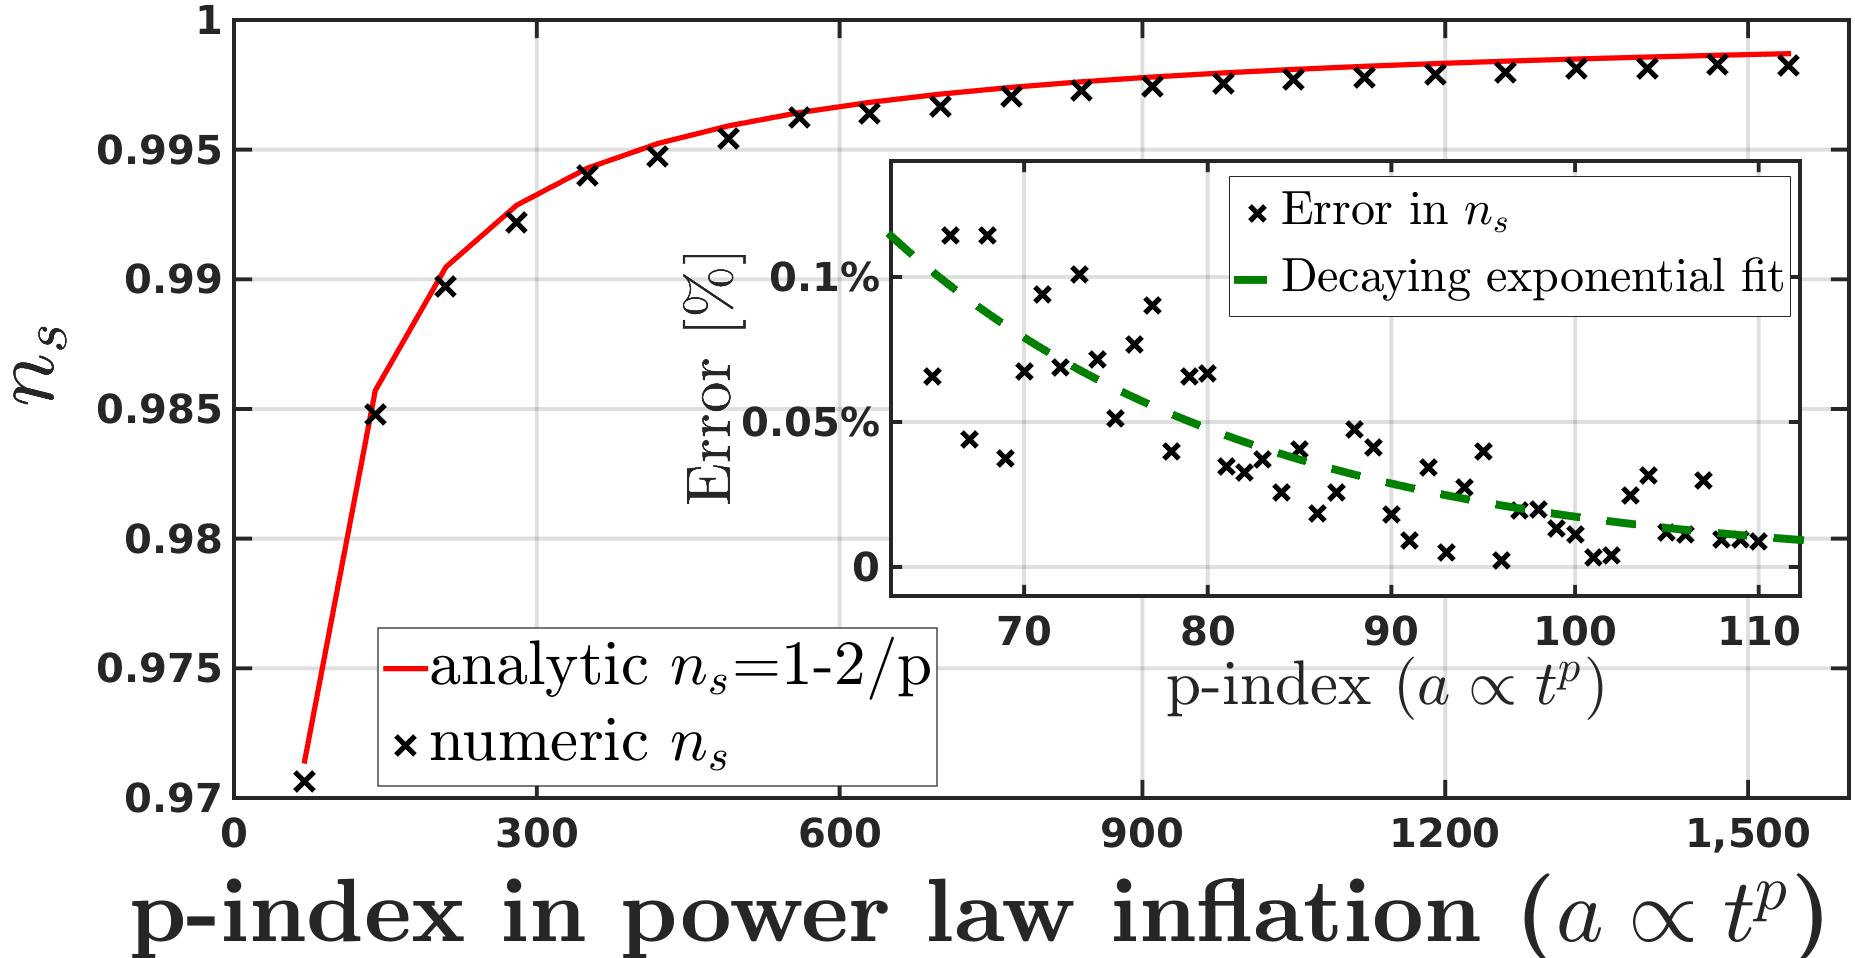 1
0.995
0.99
0.985
0.98
0.975
0.97
n_s
0 300 600 900 1200 1,500
p-index in power law inflation (a ∝ t^p)
analytic n_s=1-2/p
numeric n_s
Error [%]
0.1%
0.05%
0
Error in n_s
Decaying exponential fit
70 80 90 100 110
p-index (a ∝ t^p)